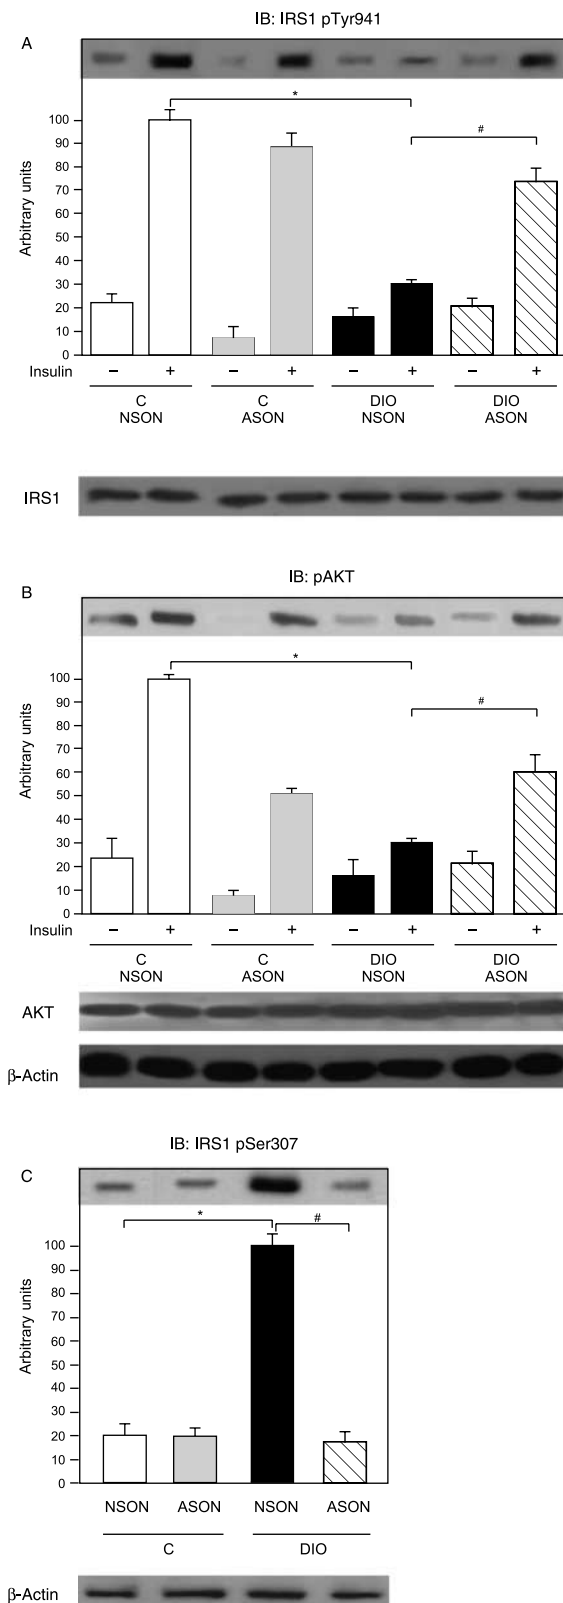 IB: IRS1 pTyr941
A
*
#
Arbitrary units
100
90
80
70
60
50
40
30
20
10
0
Insulin – + – + – + – +
C C DIO DIO
NSON ASON NSON ASON
IRS1
IB: pAKT
B
*
#
Arbitrary units
100
90
80
70
60
50
40
30
20
10
0
Insulin – + – + – + – +
C C DIO DIO
NSON ASON NSON ASON
AKT
β-Actin
IB: IRS1 pSer307
C
* #
Arbitrary units
100
90
80
70
60
50
40
30
20
10
0
NSON ASON NSON ASON
C DIO
β-Actin